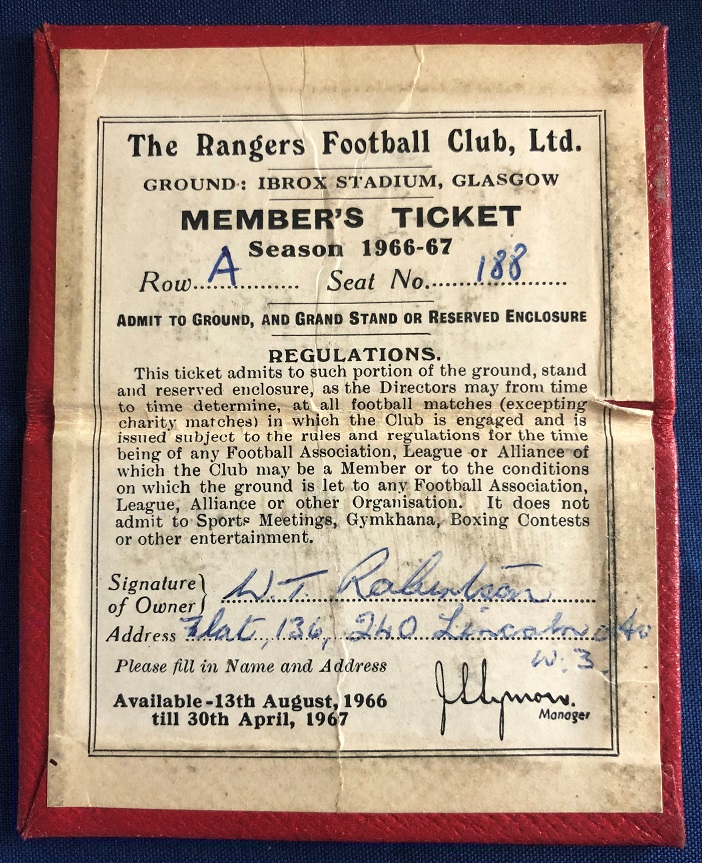 The Rangers Football Club, Ltd.
GROUND: IBROX STADIUM, GLASGOW
MEMBER'S TICKET
Season 1966-67
Row A Seat No. 188
ADMIT TO GROUND, AND GRAND STAND OR RESERVED ENCLOSURE
REGULATIONS.
This ticket admits to such portion of the ground, stand
and reserved enclosure, as the Directors may from time
to time determine, at all football matches (excepting
charity matches) in which the Club is engaged and is
issued subject to the rules and regulations for the time
being of any Football Association, League or Alliance of
which the Club may be a Member or to the conditions
on which the ground is let to any Football Association,
League, Alliance or other Organisation. It does not
admit to Sports Meetings, Gymkhana, Boxing Contests
or other entertainment.
Signature
of Owner W. T. Robertson
Address Flat, 136, 240 Lincoln Av
W. 3.
Please fill in Name and Address
Available-13th August, 1966
till 30th April, 1967
Manager